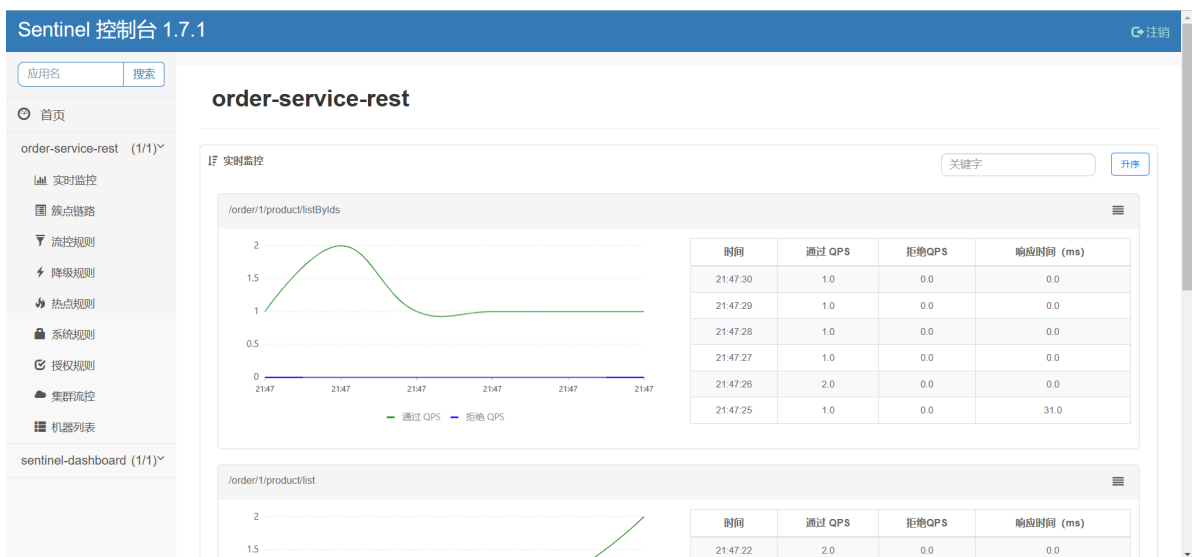 Sentinel 控制台 1.7.1
注销
应用名 搜索
首页
order-service-rest (1/1)
实时监控
簇点链路
流控规则
降级规则
热点规则
系统规则
授权规则
集群流控
机器列表
sentinel-dashboard (1/1)
order-service-rest
实时监控 关键字 升序
/order/1/product/listByIds
2
1.5
1
0.5
0
21:47 21:47 21:47 21:47 21:47 21:47
通过 QPS 拒绝 QPS
时间 通过 QPS 拒绝QPS 响应时间 (ms)
21:47:30 1.0 0.0 0.0
21:47:29 1.0 0.0 0.0
21:47:28 1.0 0.0 0.0
21:47:27 1.0 0.0 0.0
21:47:26 2.0 0.0 0.0
21:47:25 1.0 0.0 31.0
/order/1/product/list
2
1.5
时间 通过 QPS 拒绝QPS 响应时间 (ms)
21:47:22 2.0 0.0 0.0